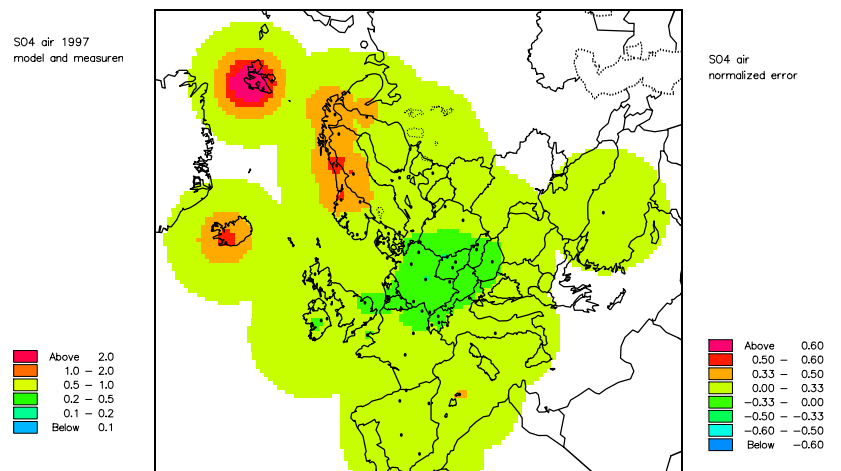 SO4 air 1997
model and measuren
SO4 air
normalized error
Above 2.0
1.0 – 2.0
0.5 – 1.0
0.2 – 0.5
0.1 – 0.2
Below 0.1
Above 0.60
0.50 – 0.60
0.33 – 0.50
0.00 – 0.33
−0.33 – 0.00
−0.50 – −0.33
−0.60 – −0.50
Below −0.60